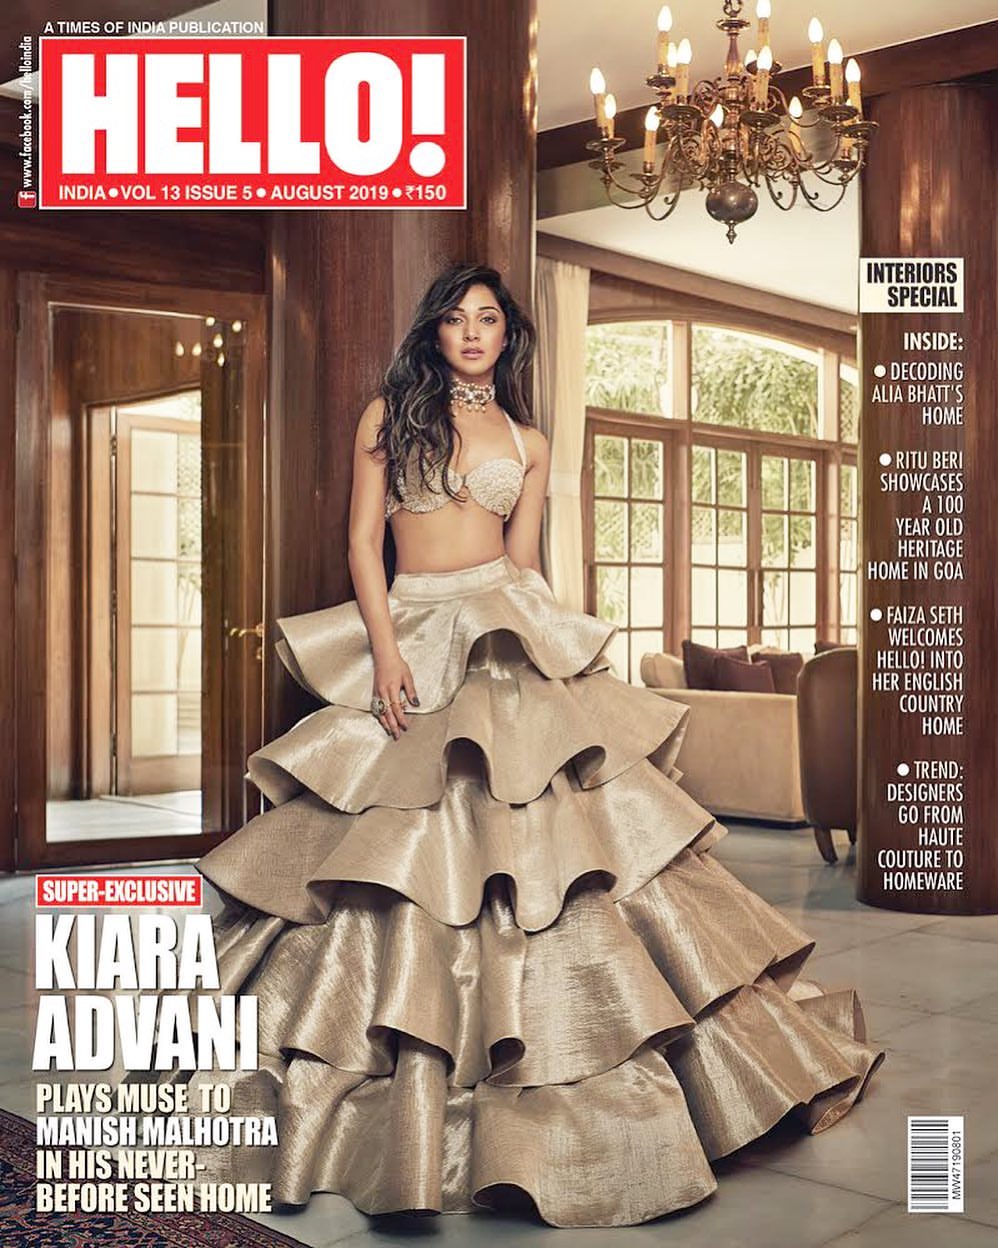 A TIMES OF INDIA PUBLICATION
HELLO!
INDIA • VOL 13 ISSUE 5 • AUGUST 2019 • ₹150
f www.facebook.com/helloindia
INTERIORS
SPECIAL
INSIDE:
• DECODING
ALIA BHATT'S
HOME
• RITU BERI
SHOWCASES
A 100
YEAR OLD
HERITAGE
HOME IN GOA
• FAIZA SETH
WELCOMES
HELLO! INTO
HER ENGLISH
COUNTRY
HOME
• TREND:
DESIGNERS
GO FROM
HAUTE
COUTURE TO
HOMEWARE
SUPER-EXCLUSIVE
KIARA
ADVANI
PLAYS MUSE TO
MANISH MALHOTRA
IN HIS NEVER-
BEFORE SEEN HOME
MW47190801